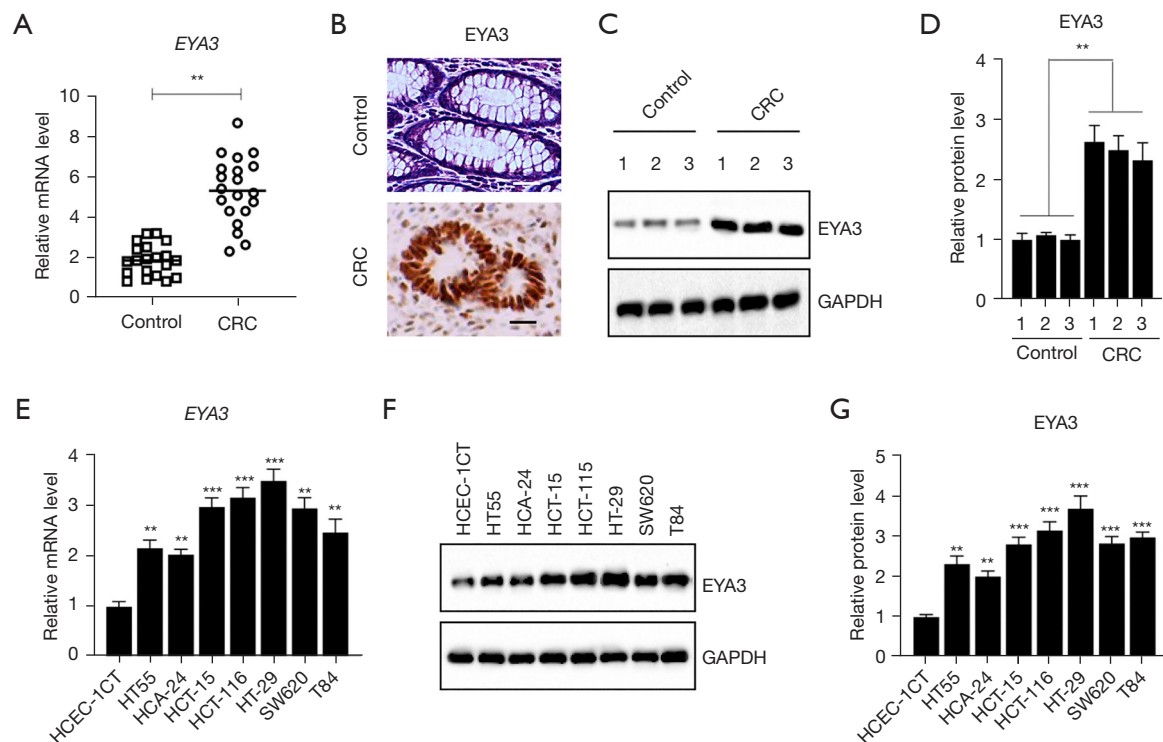 A
EYA3
**
Relative mRNA level
10
8
6
4
2
0
Control
CRC
B
EYA3
Control
CRC
C
Control
CRC
1 2 3 1 2 3
EYA3
GAPDH
D
EYA3
**
Relative protein level
4
3
2
1
0
1 2 3 1 2 3
Control CRC
E
EYA3
Relative mRNA level
4
3
2
1
0
** ** *** *** *** ** **
HCEC-1CT
HT55
HCA-24
HCT-15
HCT-116
HT-29
SW620
T84
F
HCEC-1CT
HT55
HCA-24
HCT-15
HCT-115
HT-29
SW620
T84
EYA3
GAPDH
G
EYA3
Relative protein level
5
4
3
2
1
0
** ** *** *** *** *** ***
HCEC-1CT
HT55
HCA-24
HCT-15
HCT-116
HT-29
SW620
T84